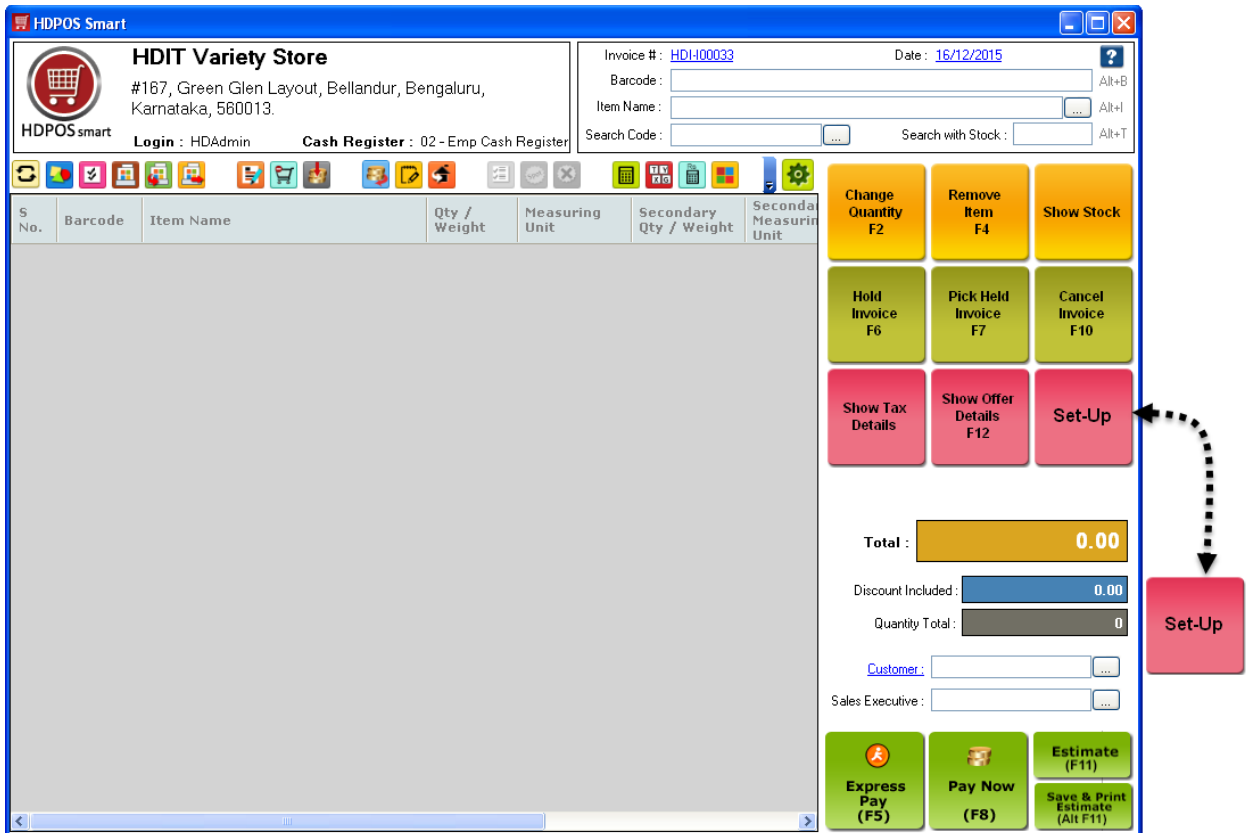 HDPOS Smart
HDIT Variety Store
#167, Green Glen Layout, Bellandur, Bengaluru,
Karnataka, 560013.
HDPOS smart
Login : HDAdmin Cash Register : 02 - Emp Cash Register
Invoice # : HDI-I00033 Date : 16/12/2015 ?
Barcode : Alt+B
Item Name : ... Alt+I
Search Code : ... Search with Stock : Alt+T
S
No.
Barcode
Item Name
Qty /
Weight
Measuring
Unit
Secondary
Qty / Weight
Seconda
Measurin
Unit
Change
Quantity
F2
Remove
Item
F4
Show Stock
Hold
Invoice
F6
Pick Held
Invoice
F7
Cancel
Invoice
F10
Show Tax
Details
Show Offer
Details
F12
Set-Up
Total : 0.00
Discount Included : 0.00
Quantity Total : 0
Set-Up
Customer : ...
Sales Executive : ...
Express
Pay
(F5)
Pay Now
(F8)
Estimate
(F11)
Save & Print
Estimate
(Alt F11)